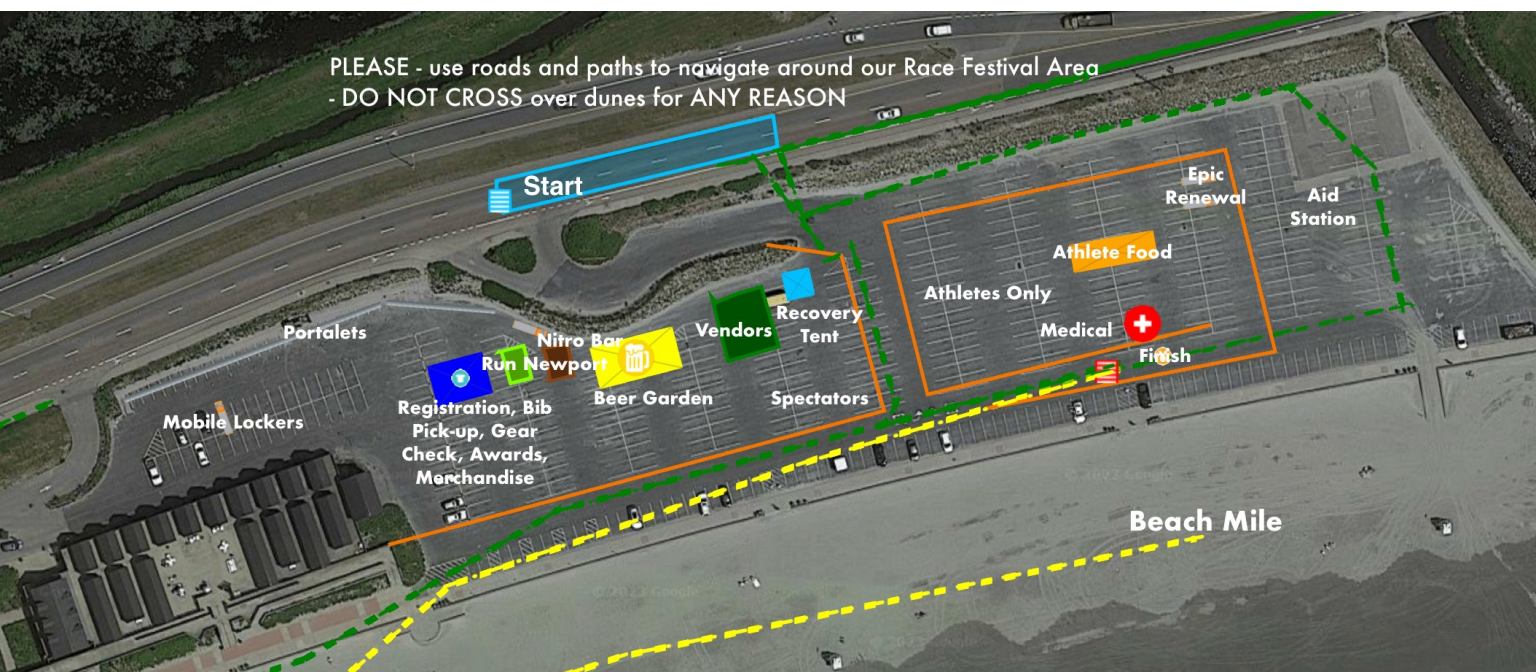 PLEASE - use roads and paths to navigate around our Race Festival Area
- DO NOT CROSS over dunes for ANY REASON
Start
Epic
Renewal
Aid
Station
Athlete Food
Athletes Only
Medical
Finish
Recovery
Tent
Vendors
Spectators
Nitro Bar
Run Newport
Beer Garden
Portalets
Mobile Lockers
Registration, Bib
Pick-up, Gear
Check, Awards,
Merchandise
Beach Mile